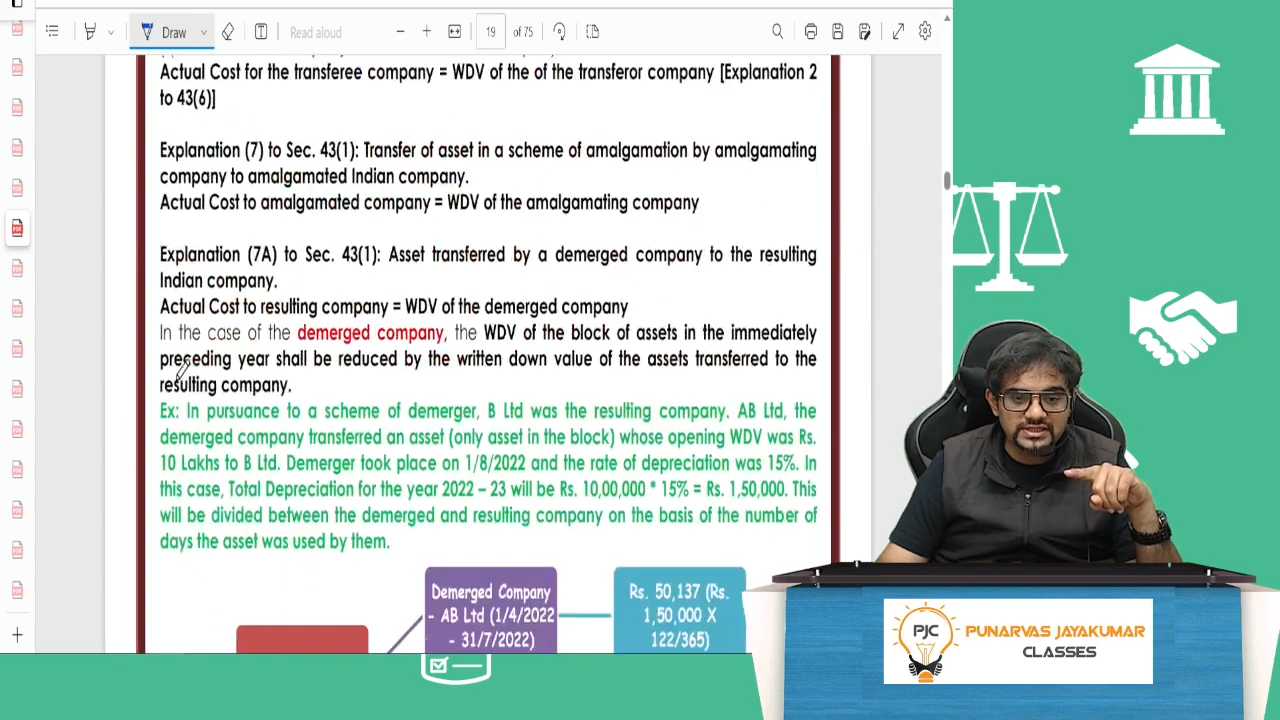 Draw
Read aloud
19 of 75
Actual Cost for the transferee company = WDV of the of the transferor company [Explanation 2
to 43(6)]
Explanation (7) to Sec. 43(1): Transfer of asset in a scheme of amalgamation by amalgamating
company to amalgamated Indian company.
Actual Cost to amalgamated company = WDV of the amalgamating company
Explanation (7A) to Sec. 43(1): Asset transferred by a demerged company to the resulting
Indian company.
Actual Cost to resulting company = WDV of the demerged company
In the case of the demerged company, the WDV of the block of assets in the immediately
preceding year shall be reduced by the written down value of the assets transferred to the
resulting company.
Ex: In pursuance to a scheme of demerger, B Ltd was the resulting company. AB Ltd, the
demerged company transferred an asset (only asset in the block) whose opening WDV was Rs.
10 Lakhs to B Ltd. Demerger took place on 1/8/2022 and the rate of depreciation was 15%. In
this case, Total Depreciation for the year 2022 – 23 will be Rs. 10,00,000 * 15% = Rs. 1,50,000. This
will be divided between the demerged and resulting company on the basis of the number of
days the asset was used by them.
Demerged Company
- AB Ltd (1/4/2022
- 31/7/2022)
Rs. 50,137 (Rs.
1,50,000 X
122/365)
PJC
PUNARVAS JAYAKUMAR
CLASSES